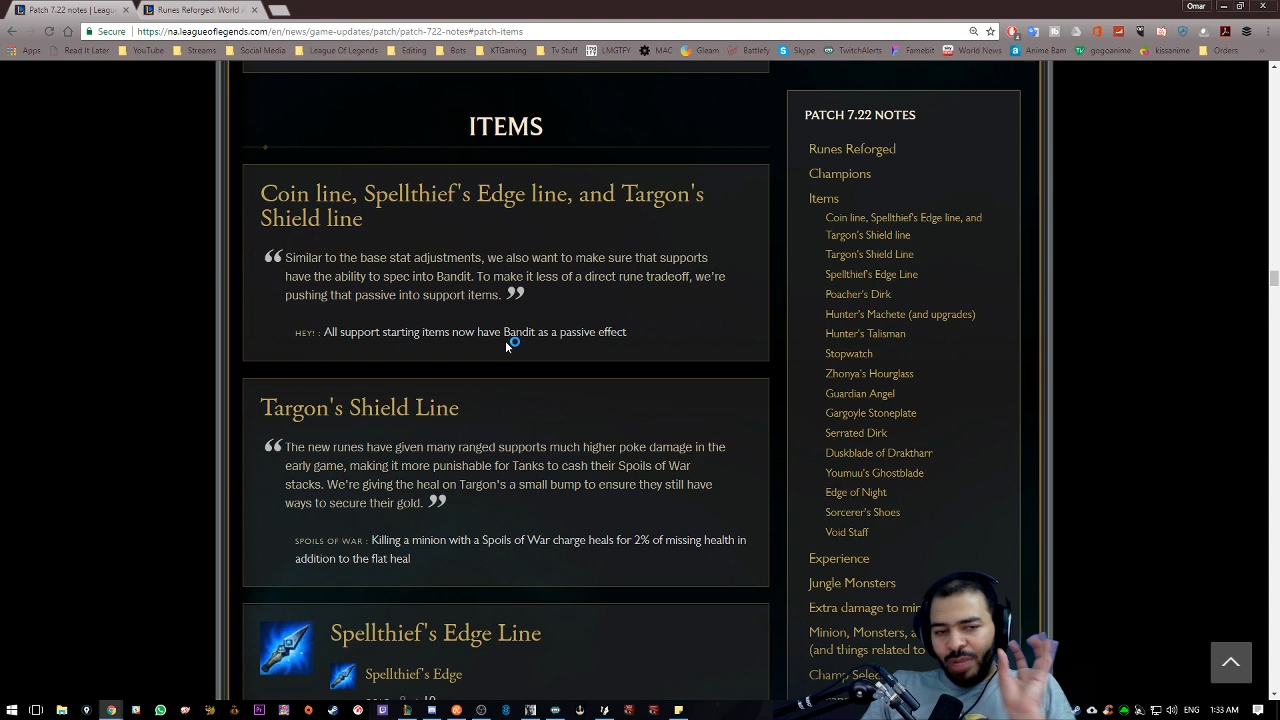 Patch 7.22 notes | Leagu
Runes Reforged: World A
Omar
Secure
https://na.leagueoflegends.com/en/news/game-updates/patch/patch-722-notes#patch-items
Apps
Read It Later
YouTube
Streams
Social Media
League Of Legends
Editing
Bots
KTGaming
Tv Stuff
LMGTFY
MAC
Glorian
Battlefy
Skype
TwitchAlerts
Famebit
World News
Anime Bam
gogoanime
kissanime
Orders
ITEMS
Coin line, Spellthief's Edge line, and Targon's
Shield line
Similar to the base stat adjustments, we also want to make sure that supports
have the ability to spec into Bandit. To make it less of a direct rune tradeoff, we're
pushing that passive into support items.
HEY! : All support starting items now have Bandit as a passive effect
Targon's Shield Line
The new runes have given many ranged supports much higher poke damage in the
early game, making it more punishable for Tanks to cash their Spoils of War
stacks. We're giving the heal on Targon's a small bump to ensure they still have
ways to secure their gold.
SPOILS OF WAR : Killing a minion with a Spoils of War charge heals for 2% of missing health in
addition to the flat heal
Spellthief's Edge Line
Spellthief's Edge
PATCH 7.22 NOTES
Runes Reforged
Champions
Items
Coin line, Spellthief's Edge line, and
Targon's Shield line
Targon's Shield Line
Spellthief's Edge Line
Poacher's Dirk
Hunter's Machete (and upgrades)
Hunter's Talisman
Stopwatch
Zhonya's Hourglass
Guardian Angel
Gargoyle Stoneplate
Serrated Dirk
Duskblade of Draktharr
Youmuu's Ghostblade
Edge of Night
Sorcerer's Shoes
Void Staff
Experience
Jungle Monsters
Extra damage to mi
Minion, Monsters, a
(and things related to
Champ Selec
ENG
1:33 AM